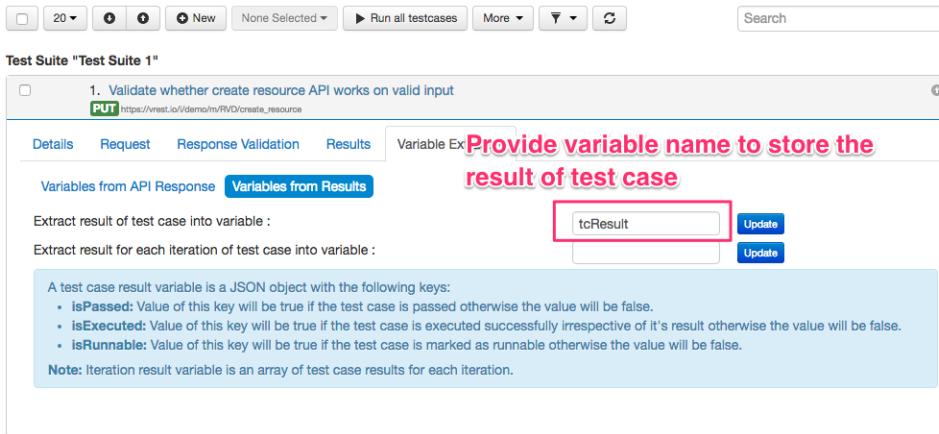 20
New
None Selected
Run all testcases
More
Search
Test Suite "Test Suite 1"
1. Validate whether create resource API works on valid input
PUT https://vrest.io/i/demo/m/RVD/create_resource
Details Request Response Validation Results Variable Ex
Provide variable name to store the
result of test case
Variables from API Response Variables from Results
Extract result of test case into variable : tcResult Update
Extract result for each iteration of test case into variable : Update
A test case result variable is a JSON object with the following keys:
• isPassed: Value of this key will be true if the test case is passed otherwise the value will be false.
• isExecuted: Value of this key will be true if the test case is executed successfully irrespective of it's result otherwise the value will be false.
• isRunnable: Value of this key will be true if the test case is marked as runnable otherwise the value will be false.
Note: Iteration result variable is an array of test case results for each iteration.